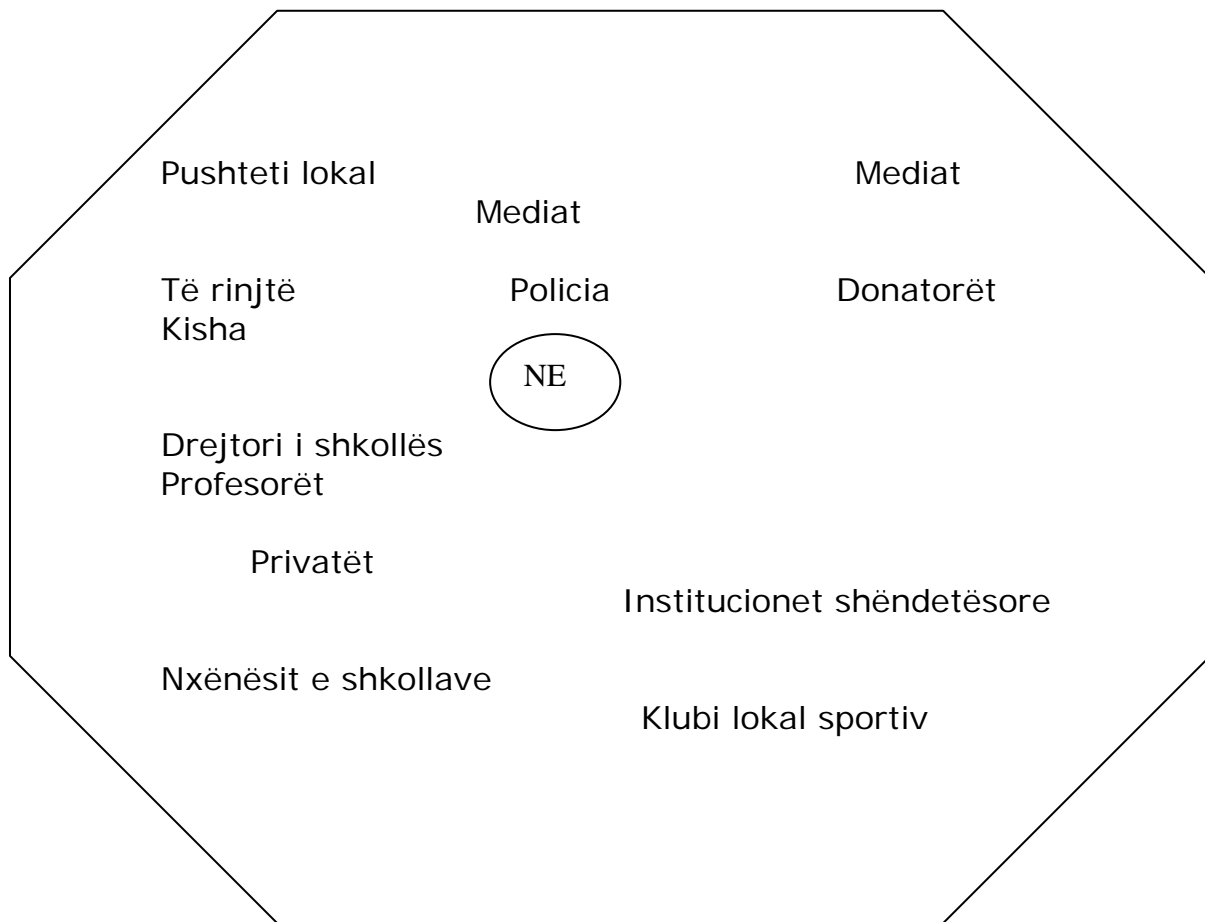 Pushteti lokal Mediat
Mediat
Të rinjtë Policia Donatorët
Kisha
NE
Drejtori i shkollës
Profesorët
Privatët
Institucionet shëndetësore
Nxënësit e shkollave
Klubi lokal sportiv